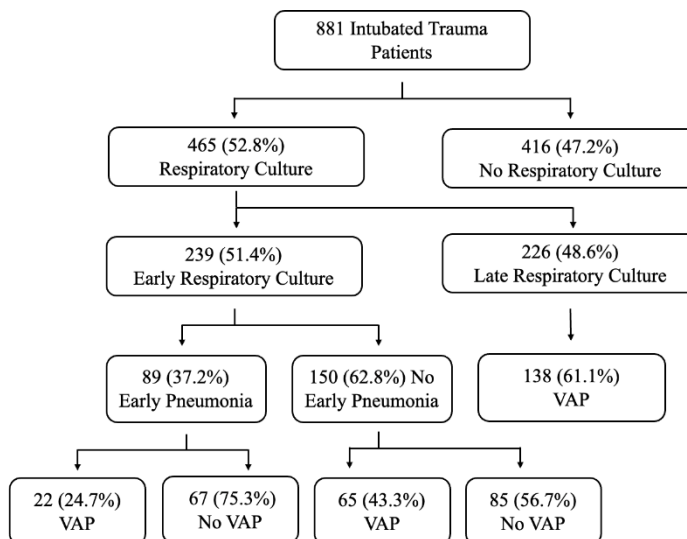 881 Intubated Trauma
Patients
465 (52.8%)
Respiratory Culture
416 (47.2%)
No Respiratory Culture
239 (51.4%)
Early Respiratory Culture
226 (48.6%)
Late Respiratory Culture
89 (37.2%)
Early Pneumonia
150 (62.8%) No
Early Pneumonia
138 (61.1%)
VAP
22 (24.7%)
VAP
67 (75.3%)
No VAP
65 (43.3%)
VAP
85 (56.7%)
No VAP